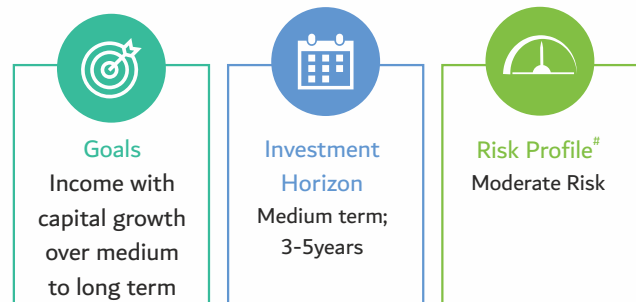 Goals
Income with
capital growth
over medium
to long term
Investment
Horizon
Medium term;
3-5years
Risk Profile#
Moderate Risk